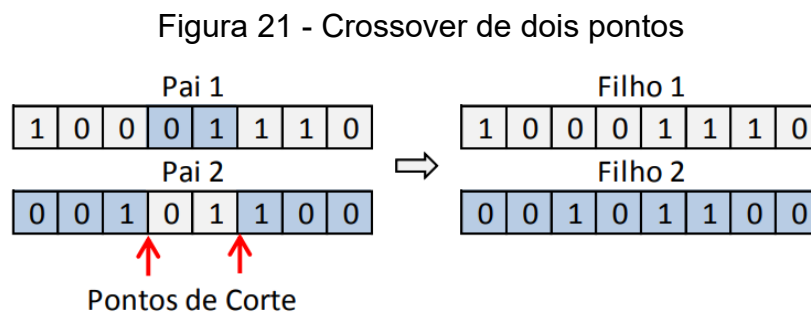 Figura 21 - Crossover de dois pontos
Pai 1
1 0 0 0 1 1 1 0
Pai 2
0 0 1 0 1 1 0 0
Pontos de Corte
Filho 1
1 0 0 0 1 1 1 0
Filho 2
0 0 1 0 1 1 0 0